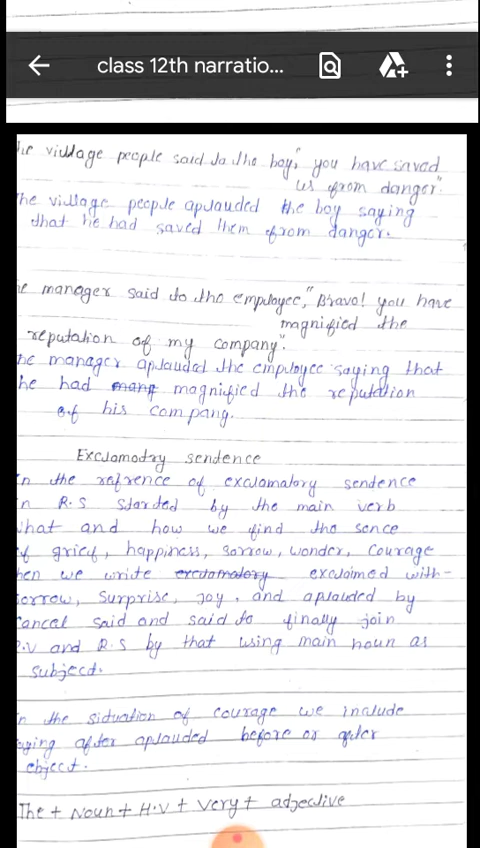 class 12th narratio...
he village people said to the boy," you have saved
us from danger".
he village people aplauded the boy saying
that he had saved them from danger.
e manager said to the employee," Bravo! you have
magnified the
reputation of my company".
he manager aplauded the employee saying that
he had magnified the reputation
of his company.
Exclamotary sentence
n the refrence of exclamatory sentence
n R.S started by the main verb
what and how we find the sence
of grief, happiness, sorrow, wonder, courage
hen we write exclamatory exclaimed with-
sorrow, surprise, joy, and aplauded by
cancel said and said to finally join
R.V and R.S by that using main noun as
subject.
n the situation of courage we include
saying after aplauded before or after
object.
The + Noun + H.V + very + adjective